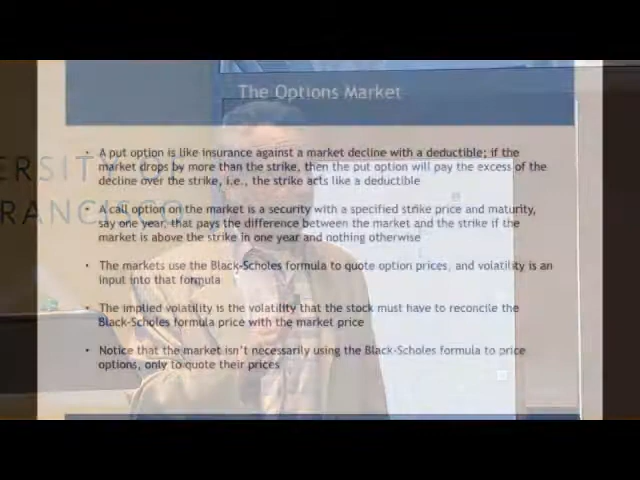 The Options Market
• A put option is like insurance against a market decline with a deductible; if the
market drops by more than the strike, then the put option will pay the excess of the
decline over the strike, i.e., the strike acts like a deductible
• A call option on the market is a security with a specified strike price and maturity,
say one year, that pays the difference between the market and the strike if the
market is above the strike in one year and nothing otherwise
• The markets use the Black-Scholes formula to quote option prices, and volatility is an
input into that formula
• The implied volatility is the volatility that the stock must have to reconcile the
Black-Scholes formula price with the market price
• Notice that the market isn't necessarily using the Black-Scholes formula to price
options, only to quote their prices
ERSITY OF
RANCISCO